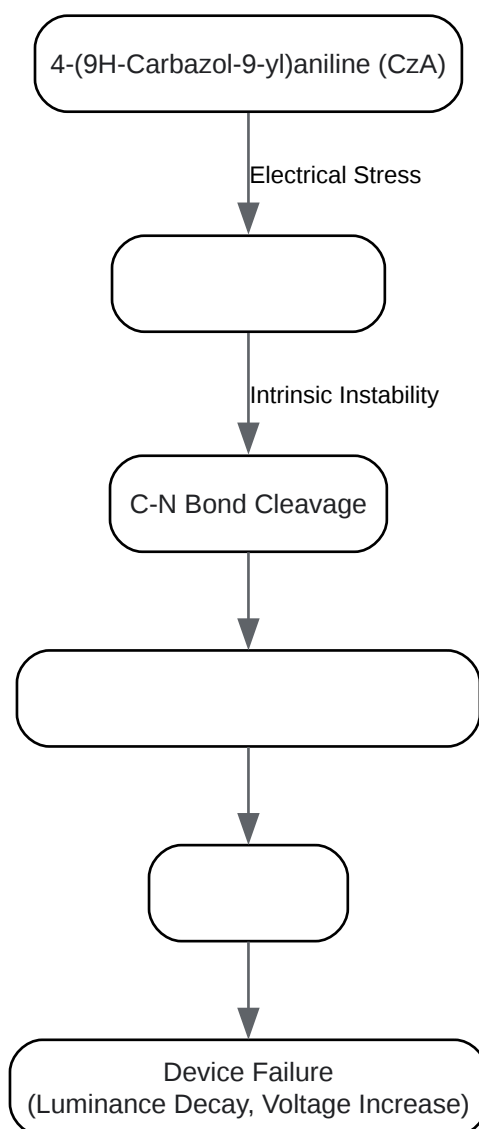 4-(9H-Carbazol-9-yl)aniline (CzA)
Electrical Stress
Intrinsic Instability
C-N Bond Cleavage
Device Failure
(Luminance Decay, Voltage Increase)